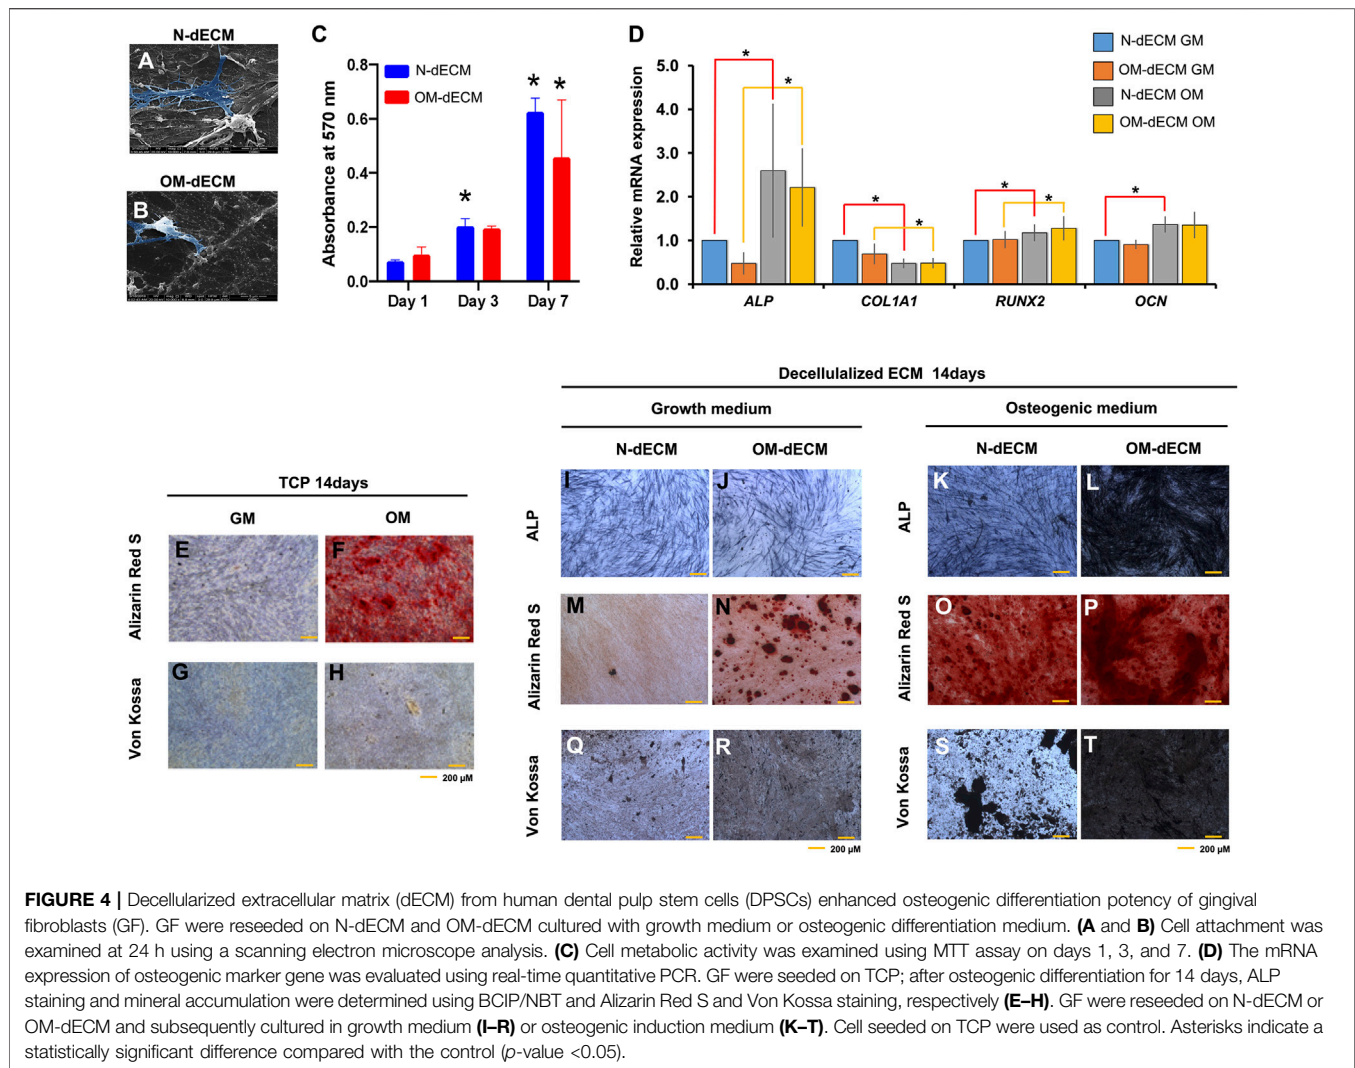 N-dECM
A
OM-dECM
B
C
Absorbance at 570 nm
0.8
0.6
0.4
0.2
0.0
N-dECM
OM-dECM
*
*
*
Day 1
Day 3
Day 7
D
Relative mRNA expression
5.0
4.0
3.0
2.0
1.0
0.0
*
*
*
*
*
*
*
N-dECM GM
OM-dECM GM
N-dECM OM
OM-dECM OM
ALP
COL1A1
RUNX2
OCN
TCP 14days
GM
OM
Alizarin Red S
E
F
Von Kossa
G
H
200 µM
Decellulalized ECM 14days
Growth medium
Osteogenic medium
N-dECM
OM-dECM
N-dECM
OM-dECM
ALP
I
J
ALP
K
L
Alizarin Red S
M
N
Alizarin Red S
O
P
Von Kossa
Q
R
Von Kossa
S
T
200 µM
200 µM
FIGURE 4 | Decellularized extracellular matrix (dECM) from human dental pulp stem cells (DPSCs) enhanced osteogenic differentiation potency of gingival
fibroblasts (GF). GF were reseeded on N-dECM and OM-dECM cultured with growth medium or osteogenic differentiation medium. (A and B) Cell attachment was
examined at 24 h using a scanning electron microscope analysis. (C) Cell metabolic activity was examined using MTT assay on days 1, 3, and 7. (D) The mRNA
expression of osteogenic marker gene was evaluated using real-time quantitative PCR. GF were seeded on TCP; after osteogenic differentiation for 14 days, ALP
staining and mineral accumulation were determined using BCIP/NBT and Alizarin Red S and Von Kossa staining, respectively (E–H). GF were reseeded on N-dECM or
OM-dECM and subsequently cultured in growth medium (I–R) or osteogenic induction medium (K–T). Cell seeded on TCP were used as control. Asterisks indicate a
statistically significant difference compared with the control (p-value <0.05).